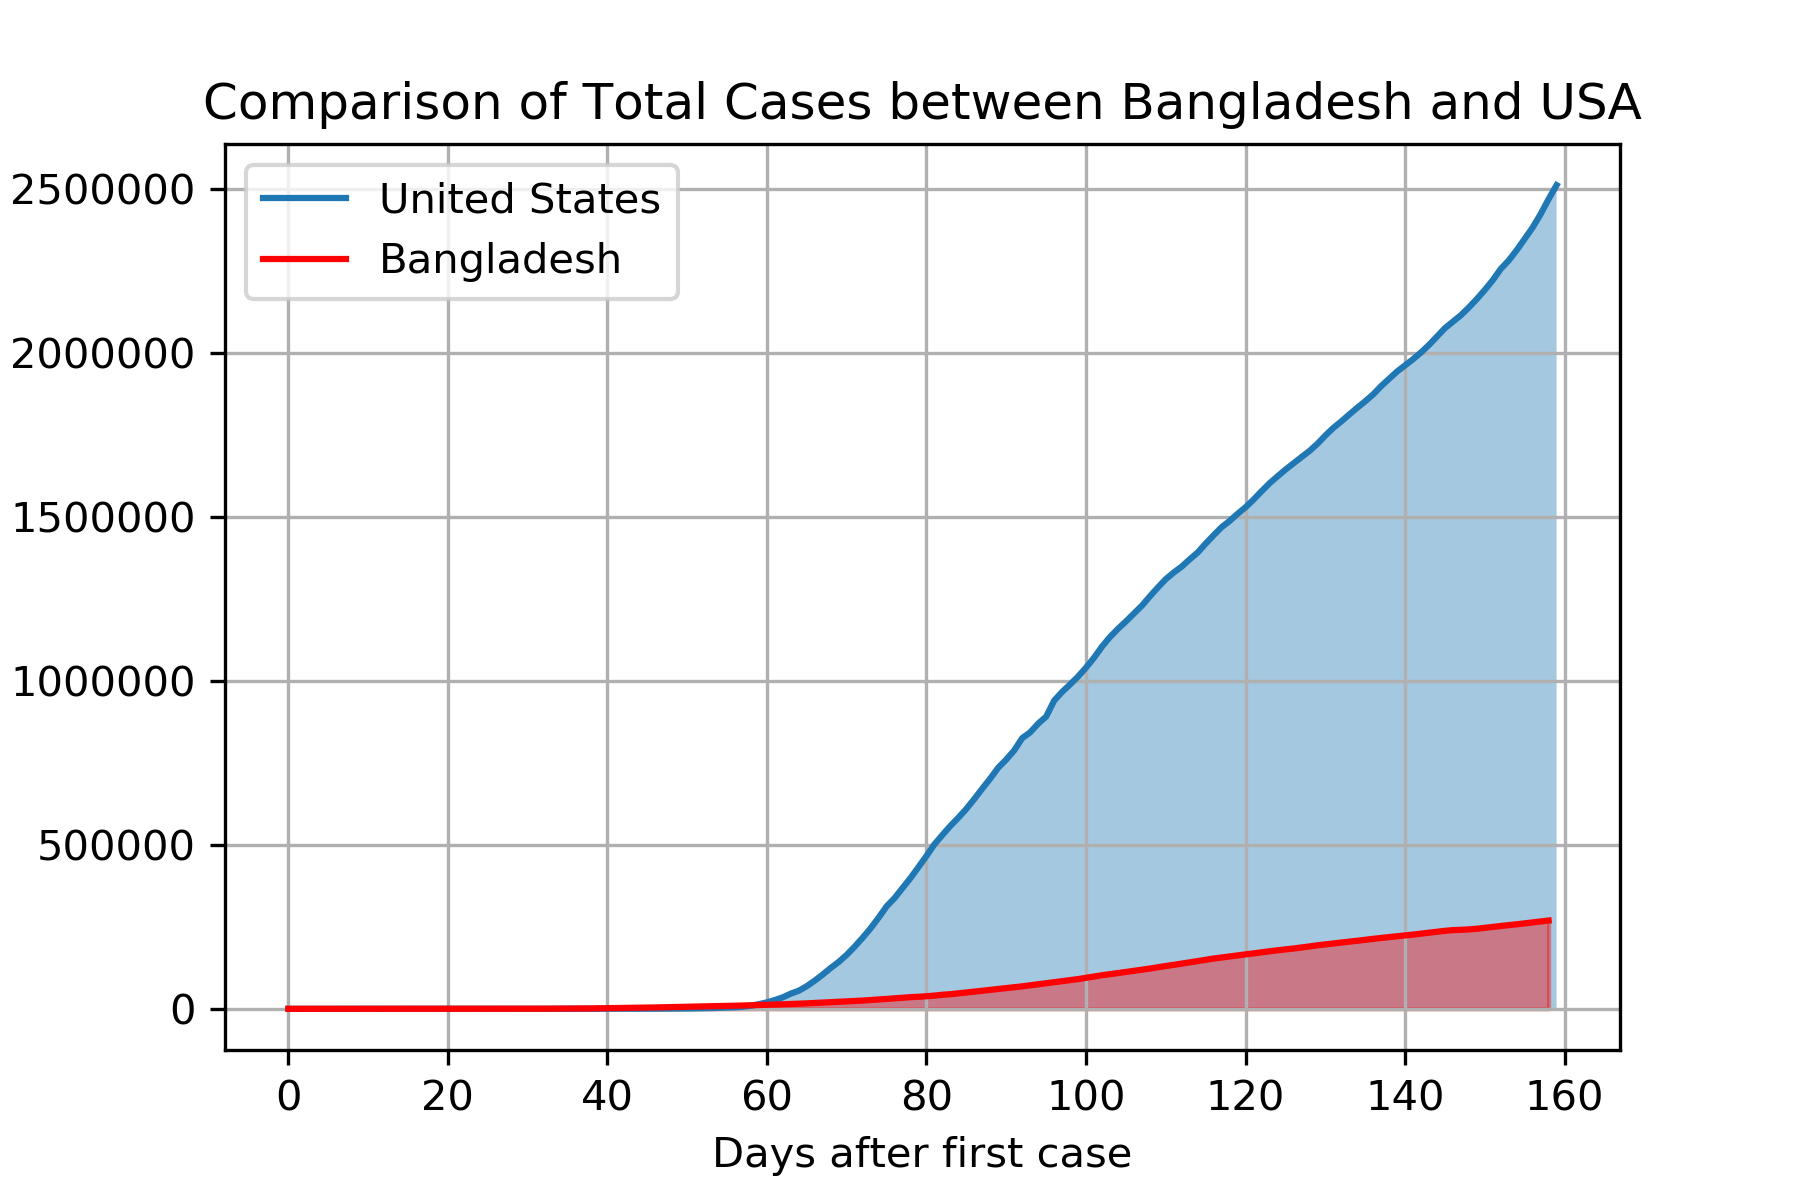 Comparison of Total Cases between Bangladesh and USA
United States
Bangladesh
2500000
2000000
1500000
1000000
500000
0
0 20 40 60 80 100 120 140 160
Days after first case